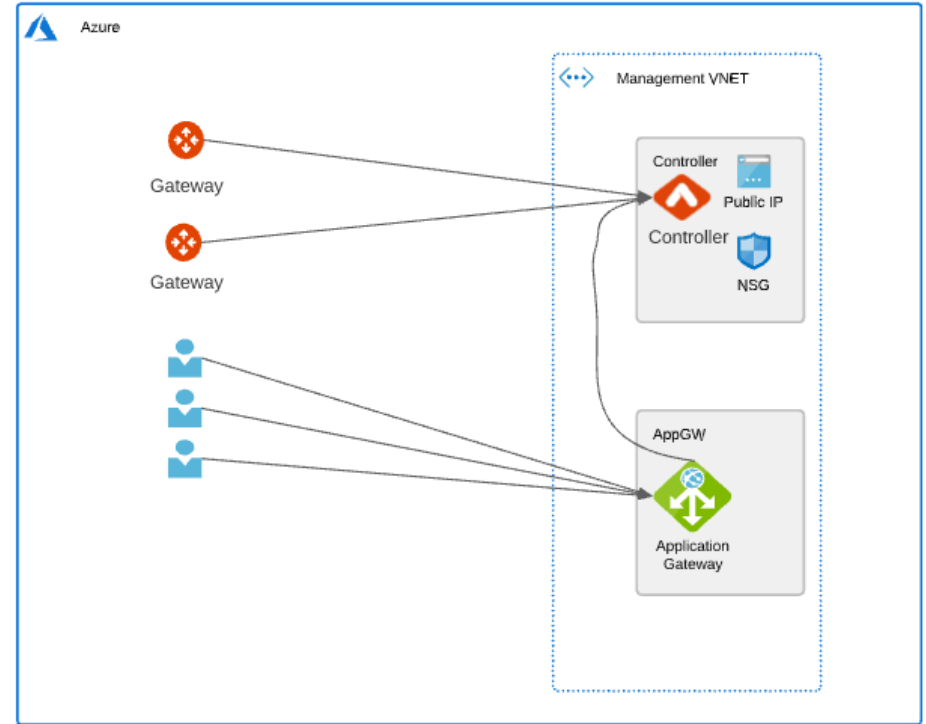 Azure
Management VNET
Gateway
Gateway
Controller
Public IP
Controller
NSG
AppGW
Application
Gateway